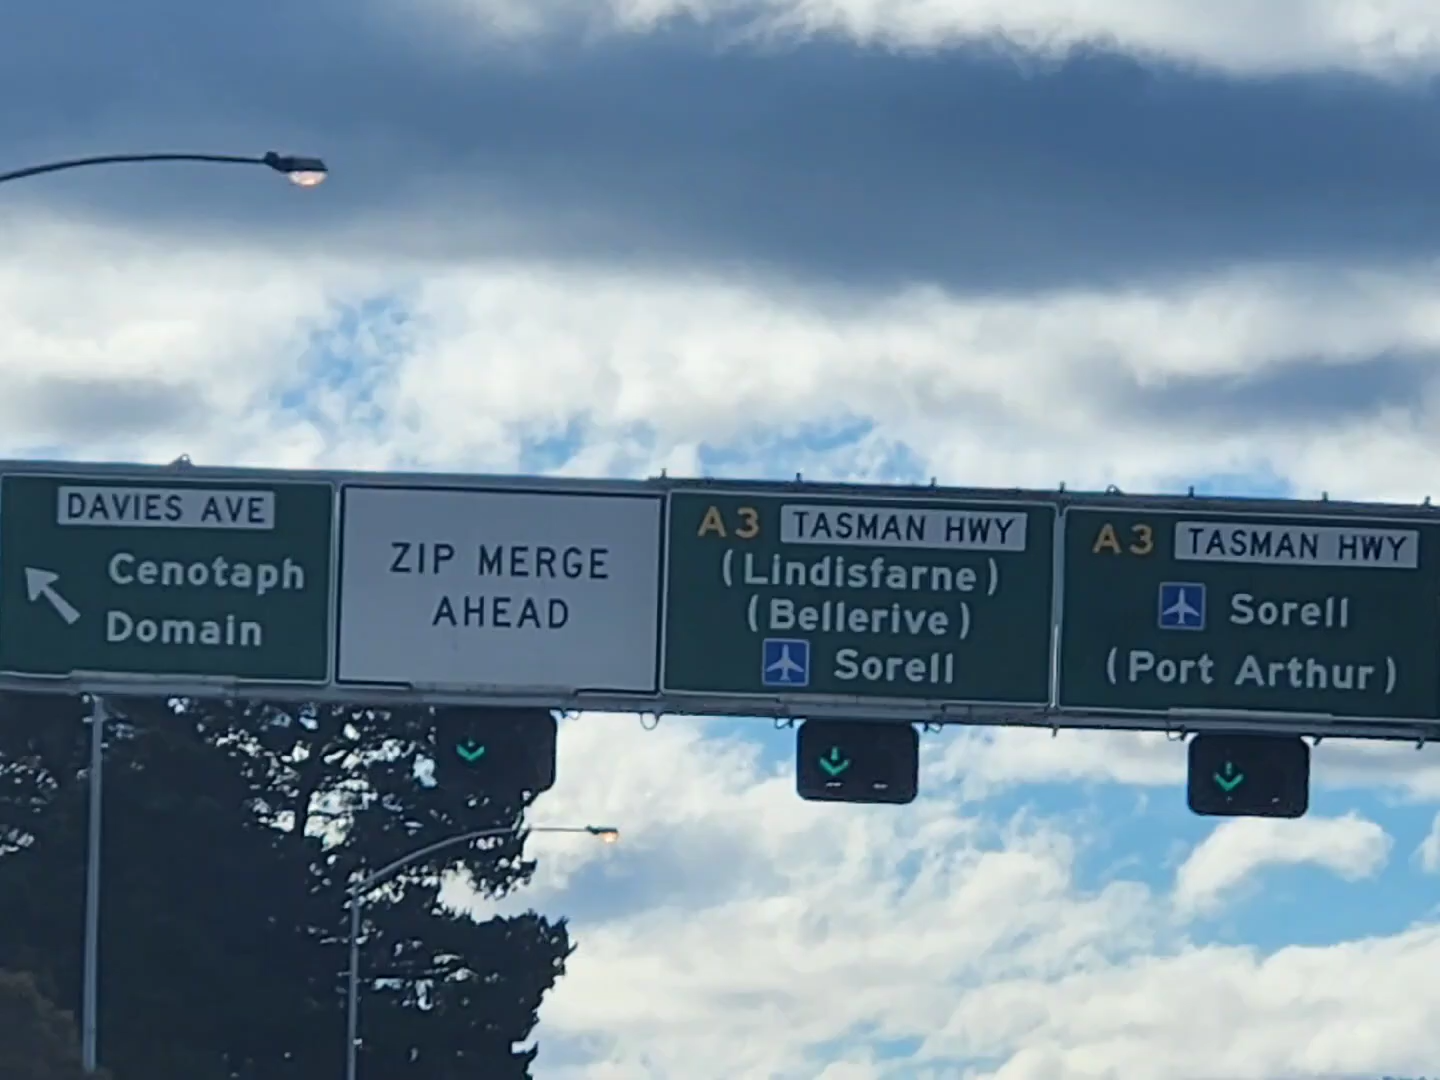 DAVIES AVE
Cenotaph
Domain
ZIP MERGE
AHEAD
A3 TASMAN HWY
(Lindisfarne)
(Bellerive)
Sorell
A3 TASMAN HWY
Sorell
(Port Arthur)